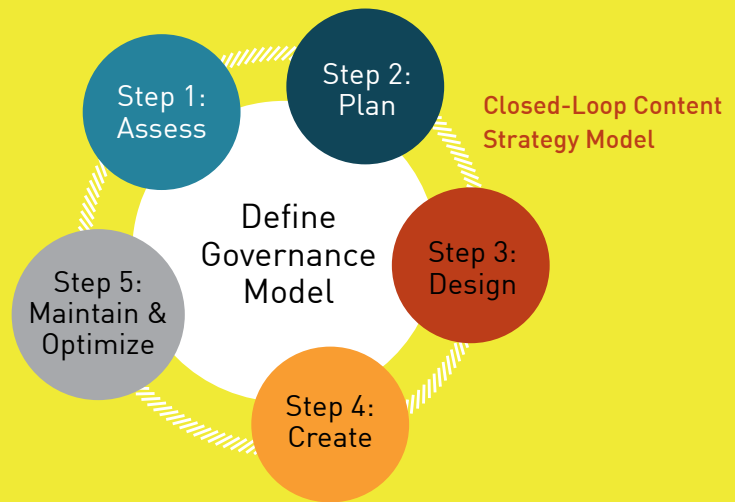 Step 1:
Assess
Step 2:
Plan
Closed-Loop Content
Strategy Model
Define
Governance
Model
Step 3:
Design
Step 4:
Create
Step 5:
Maintain &
Optimize